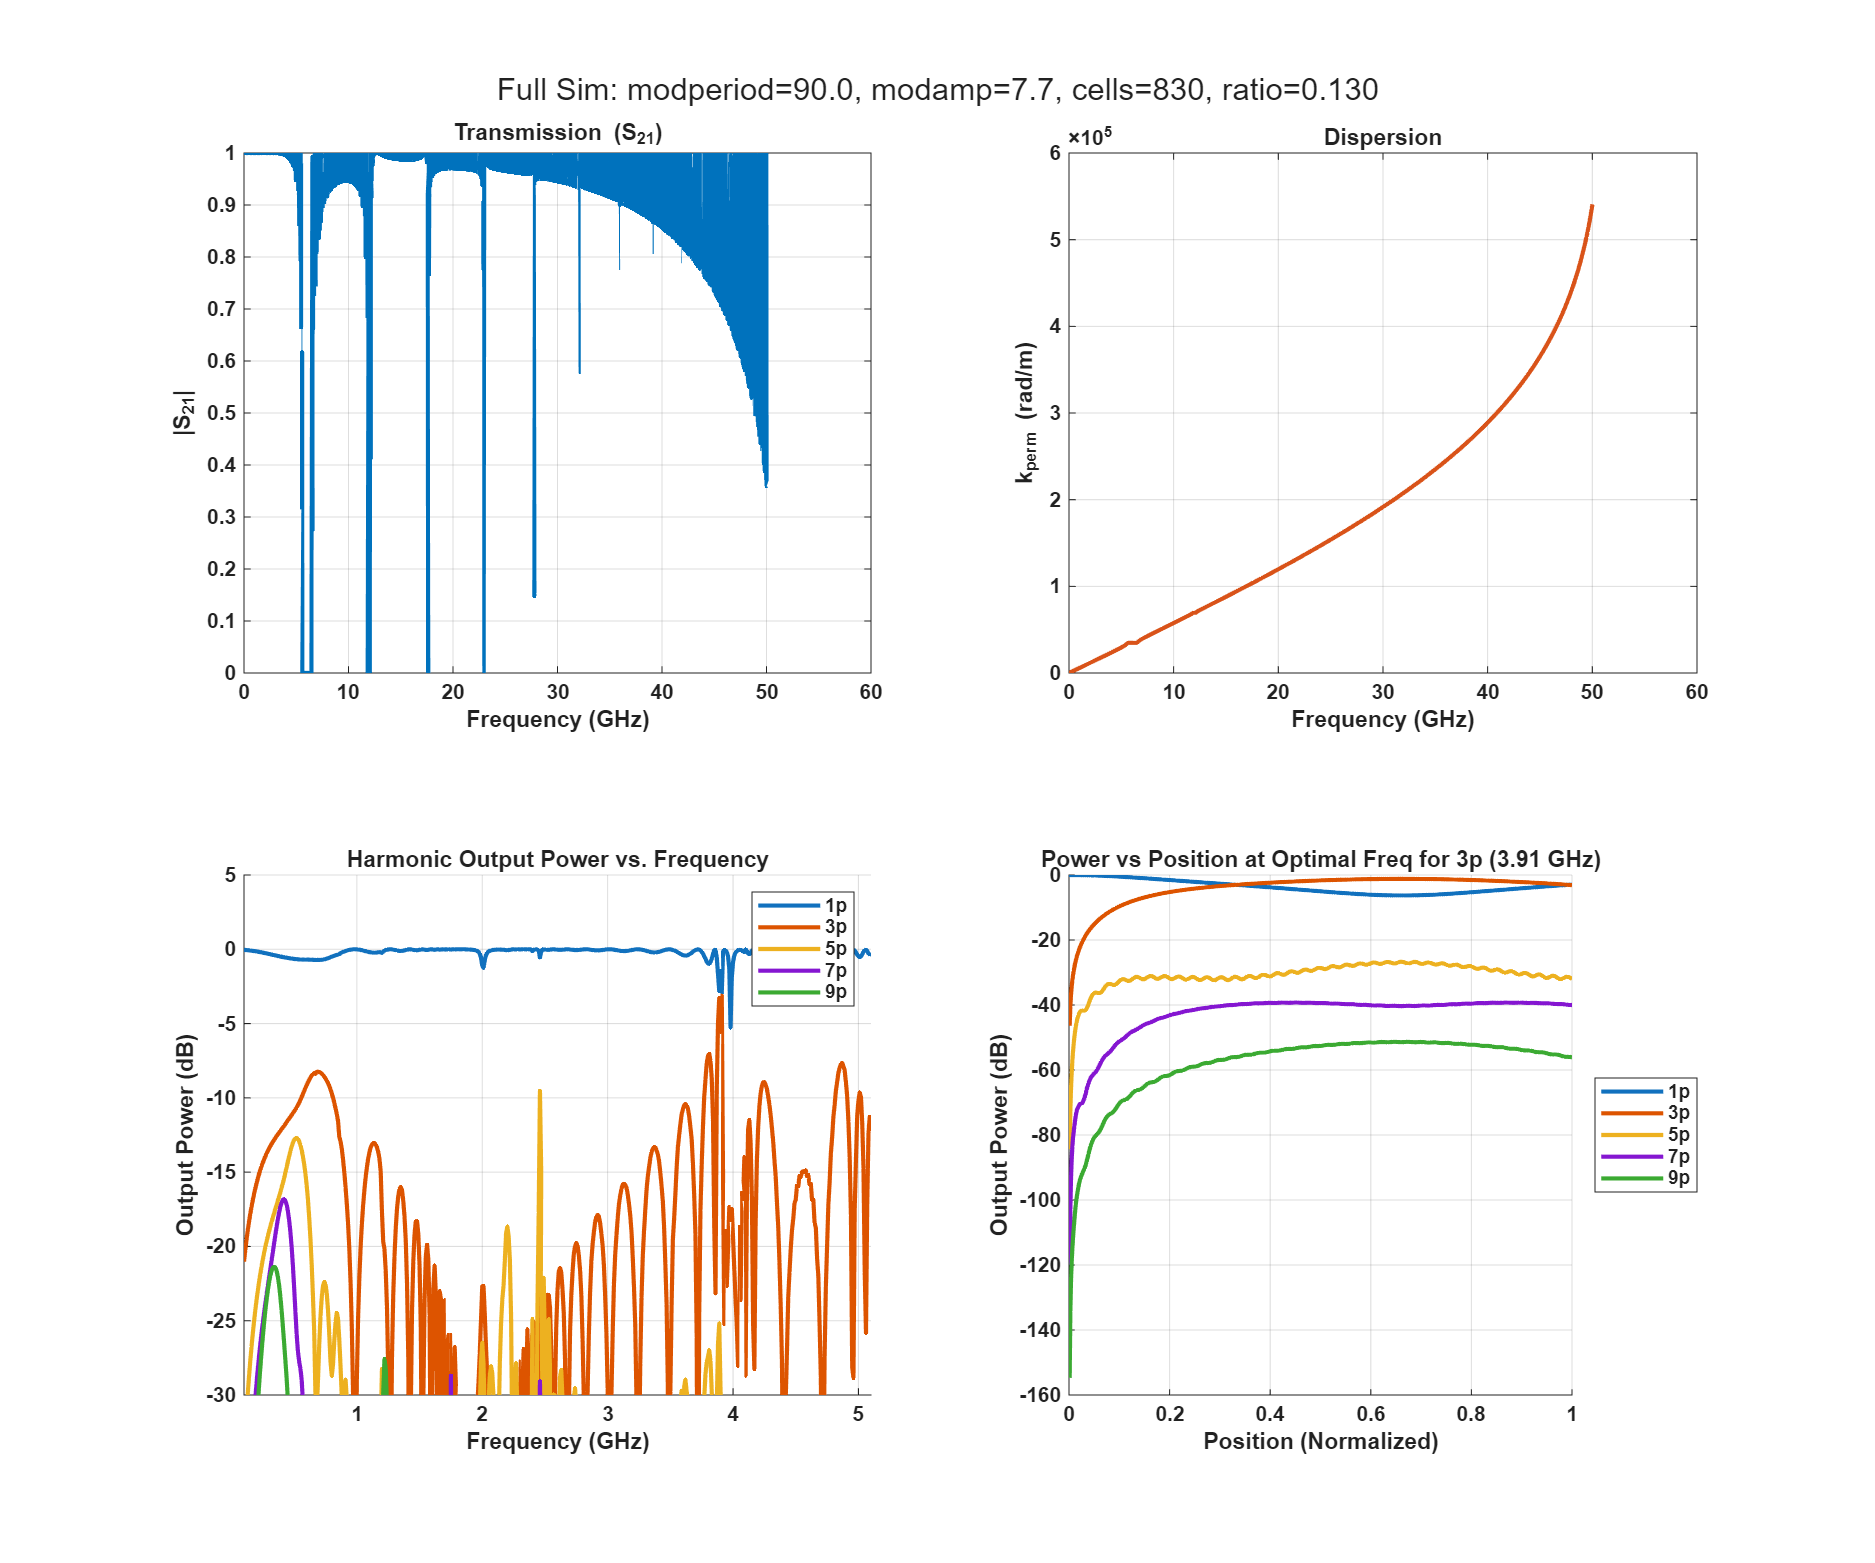 Full Sim: modperiod=90.0, modamp=7.7, cells=830, ratio=0.130
Transmission (S21)
1
0.9
0.8
0.7
0.6
0.5
0.4
0.3
0.2
0.1
0
|S21|
0 10 20 30 40 50 60
Frequency (GHz)
×10^5
Dispersion
6
5
4
3
2
1
0
kperm (rad/m)
0 10 20 30 40 50 60
Frequency (GHz)
Harmonic Output Power vs. Frequency
5
0
-5
-10
-15
-20
-25
-30
Output Power (dB)
1p
3p
5p
7p
9p
1 2 3 4 5
Frequency (GHz)
Power vs Position at Optimal Freq for 3p (3.91 GHz)
0
-20
-40
-60
-80
-100
-120
-140
-160
Output Power (dB)
0 0.2 0.4 0.6 0.8 1
Position (Normalized)
1p
3p
5p
7p
9p